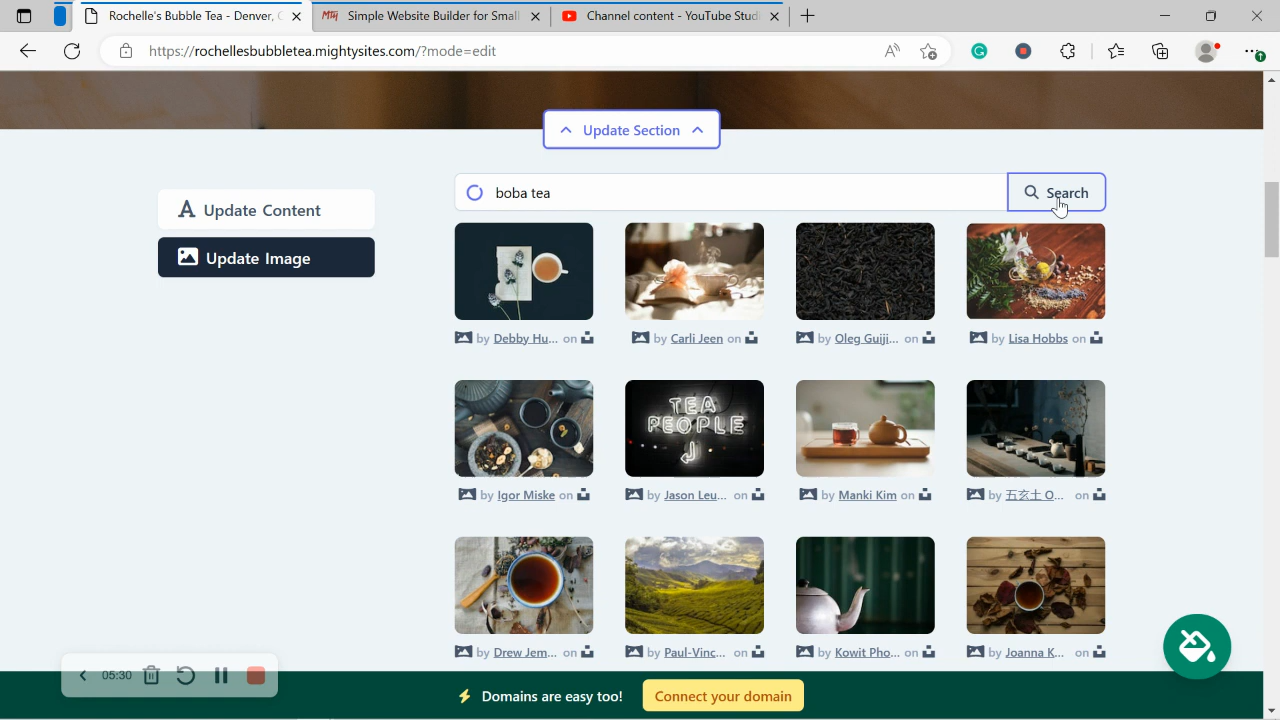 Rochelle's Bubble Tea - Denver, C
Simple Website Builder for Small
Channel content - YouTube Studi
https://rochellesbubbletea.mightysites.com/?mode=edit
Update Section
boba tea
Search
Update Content
Update Image
by Debby Hu... on
by Carli Jeen on
by Oleg Guiji... on
by Lisa Hobbs on
TEA
PEOPLE
by Igor Miske on
by Jason Leu... on
by Manki Kim on
by 五玄土 O... on
by Drew Jem... on
by Paul-Vinc... on
by Kowit Pho... on
by Joanna K... on
05:30
Domains are easy too!
Connect your domain